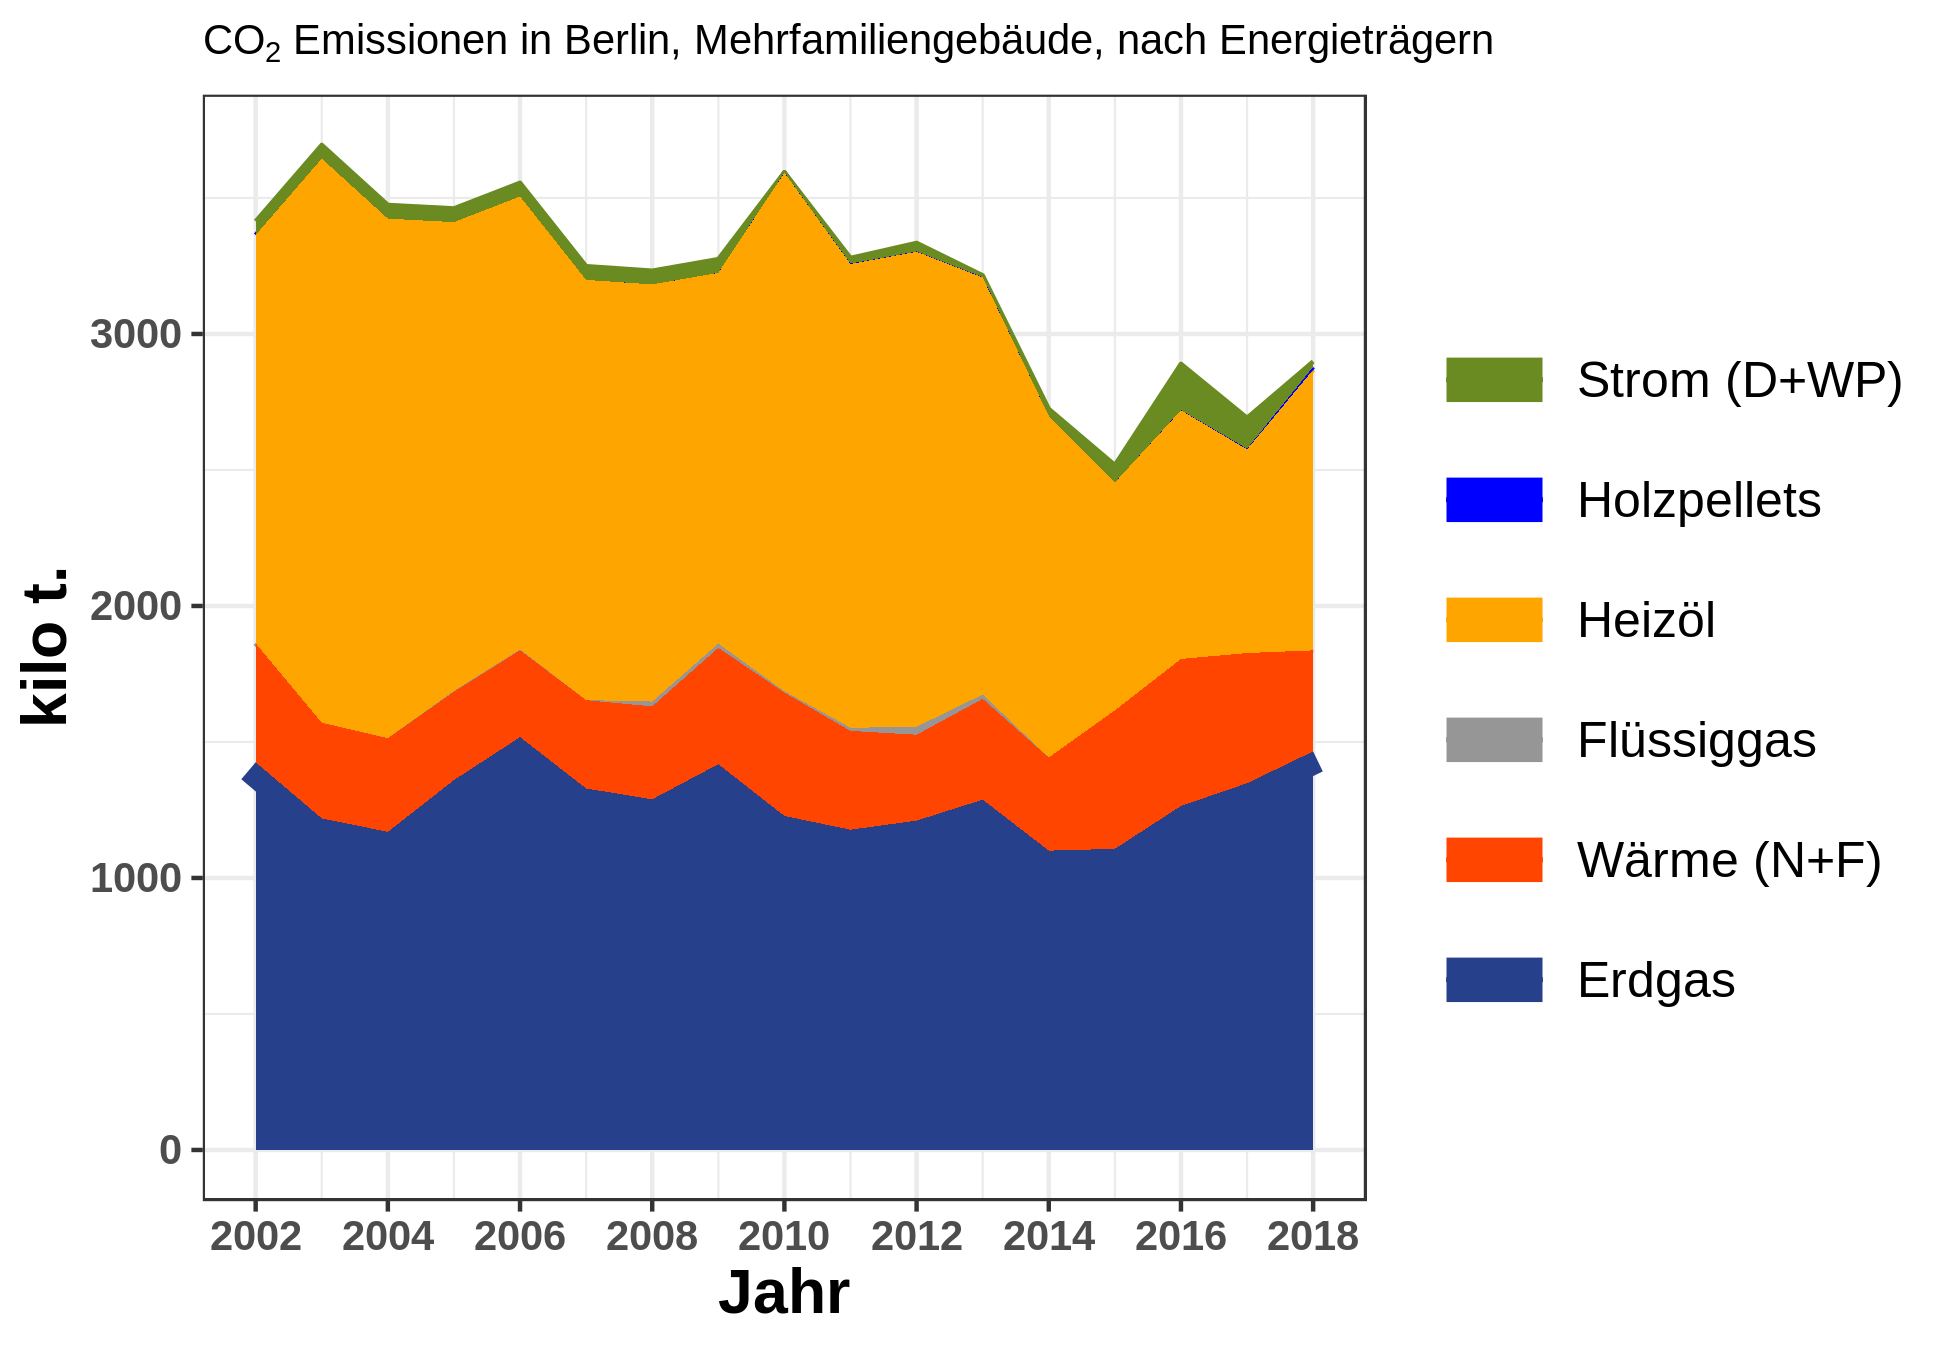 CO₂ Emissionen in Berlin, Mehrfamiliengebäude, nach Energieträgern
kilo t.
3000
2000
1000
0
2002 2004 2006 2008 2010 2012 2014 2016 2018
Jahr
Strom (D+WP)
Holzpellets
Heizöl
Flüssiggas
Wärme (N+F)
Erdgas